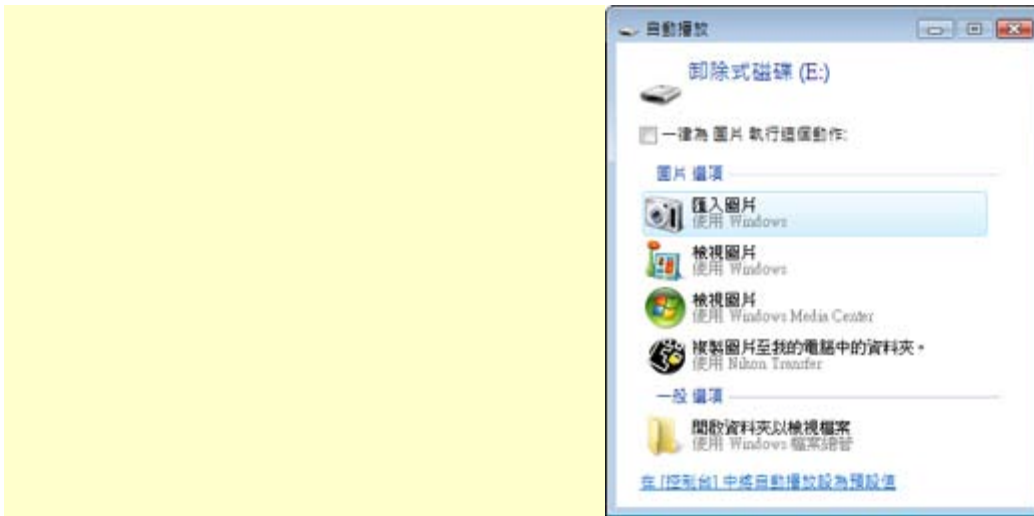 自動播放
卸除式磁碟 (E:)
一律為 圖片 執行這個動作:
圖片 選項
匯入圖片
使用 Windows
檢視圖片
使用 Windows
檢視圖片
使用 Windows Media Center
複製圖片至我的電腦中的資料夾。
使用 Nikon Transfer
一般 選項
開啟資料夾以檢視檔案
使用 Windows 檔案總管
在 [控制台] 中將自動播放設為預設值